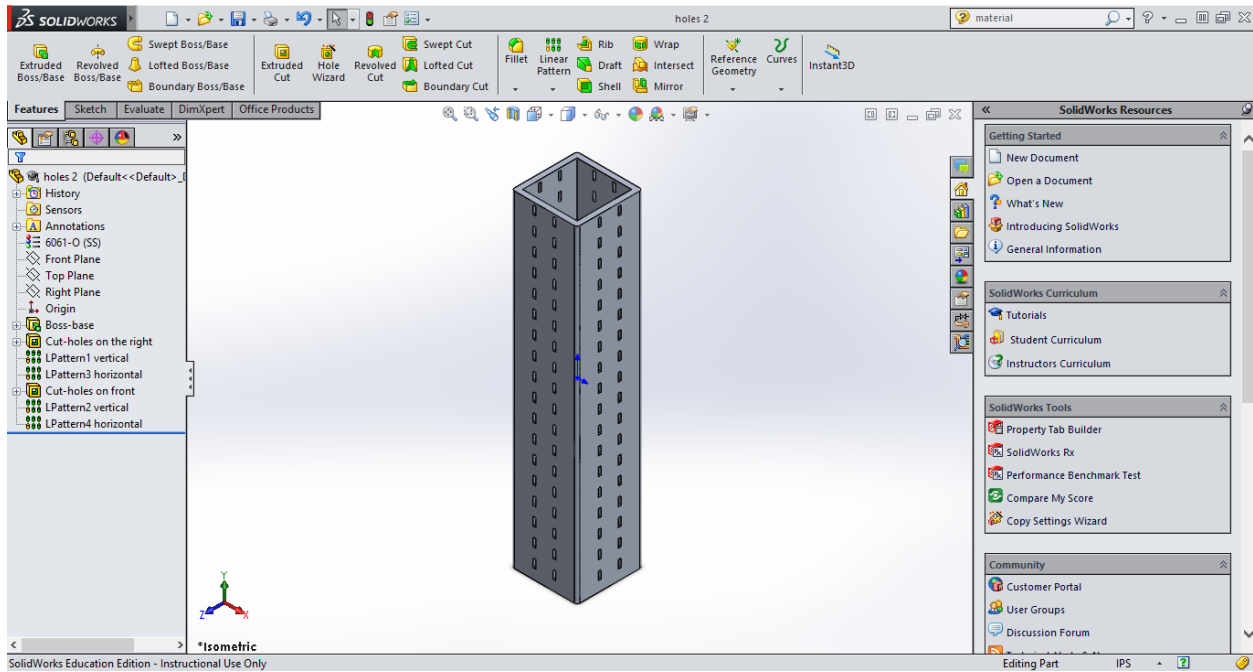 SOLIDWORKS
holes 2
material
Extruded Boss/Base
Revolved Boss/Base
Swept Boss/Base
Lofted Boss/Base
Boundary Boss/Base
Extruded Cut
Hole Wizard
Revolved Cut
Swept Cut
Lofted Cut
Boundary Cut
Fillet
Linear Pattern
Rib
Draft
Shell
Wrap
Intersect
Mirror
Reference Geometry
Curves
Instant3D
Features Sketch Evaluate DimXpert Office Products
holes 2 (Default<<Default>_
History
Sensors
Annotations
6061-O (SS)
Front Plane
Top Plane
Right Plane
Origin
Boss-base
Cut-holes on the right
LPattern1 vertical
LPattern3 horizontal
Cut-holes on front
LPattern2 vertical
LPattern4 horizontal
Y
Z
X
*Isometric
SolidWorks Resources
Getting Started
New Document
Open a Document
What's New
Introducing SolidWorks
General Information
SolidWorks Curriculum
Tutorials
Student Curriculum
Instructors Curriculum
SolidWorks Tools
Property Tab Builder
SolidWorks Rx
Performance Benchmark Test
Compare My Score
Copy Settings Wizard
Community
Customer Portal
User Groups
Discussion Forum
SolidWorks Education Edition - Instructional Use Only
Editing Part
IPS